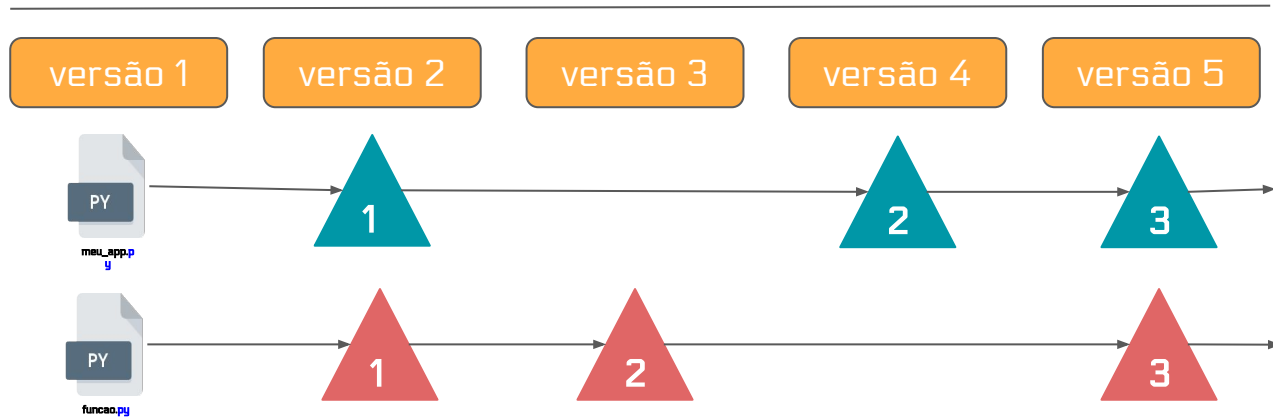 versão 1
versão 2
versão 3
versão 4
versão 5
PY
1
2
3
meu_app.p
y
PY
1
2
3
funcao.py